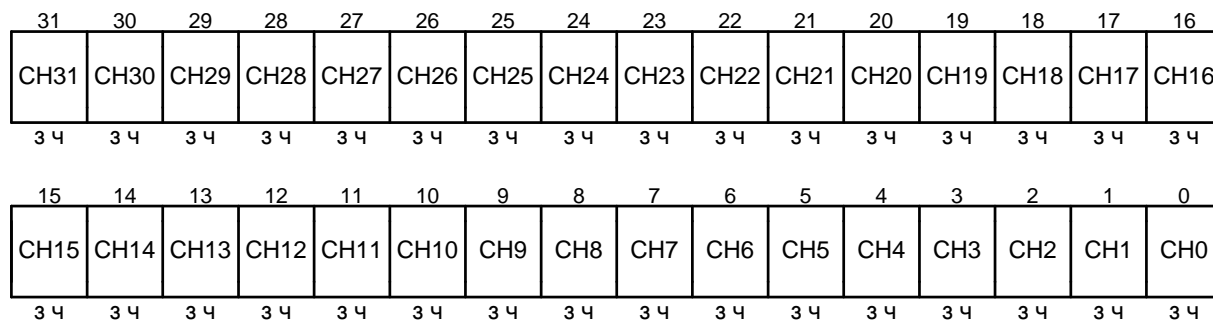 31 30 29 28 27 26 25 24 23 22 21 20 19 18 17 16
CH31 CH30 CH29 CH28 CH27 CH26 CH25 CH24 CH23 CH22 CH21 CH20 CH19 CH18 CH17 CH16
з ч з ч з ч з ч з ч з ч з ч з ч з ч з ч з ч з ч з ч з ч з ч з ч
15 14 13 12 11 10 9 8 7 6 5 4 3 2 1 0
CH15 CH14 CH13 CH12 CH11 CH10 CH9 CH8 CH7 CH6 CH5 CH4 CH3 CH2 CH1 CH0
з ч з ч з ч з ч з ч з ч з ч з ч з ч з ч з ч з ч з ч з ч з ч з ч